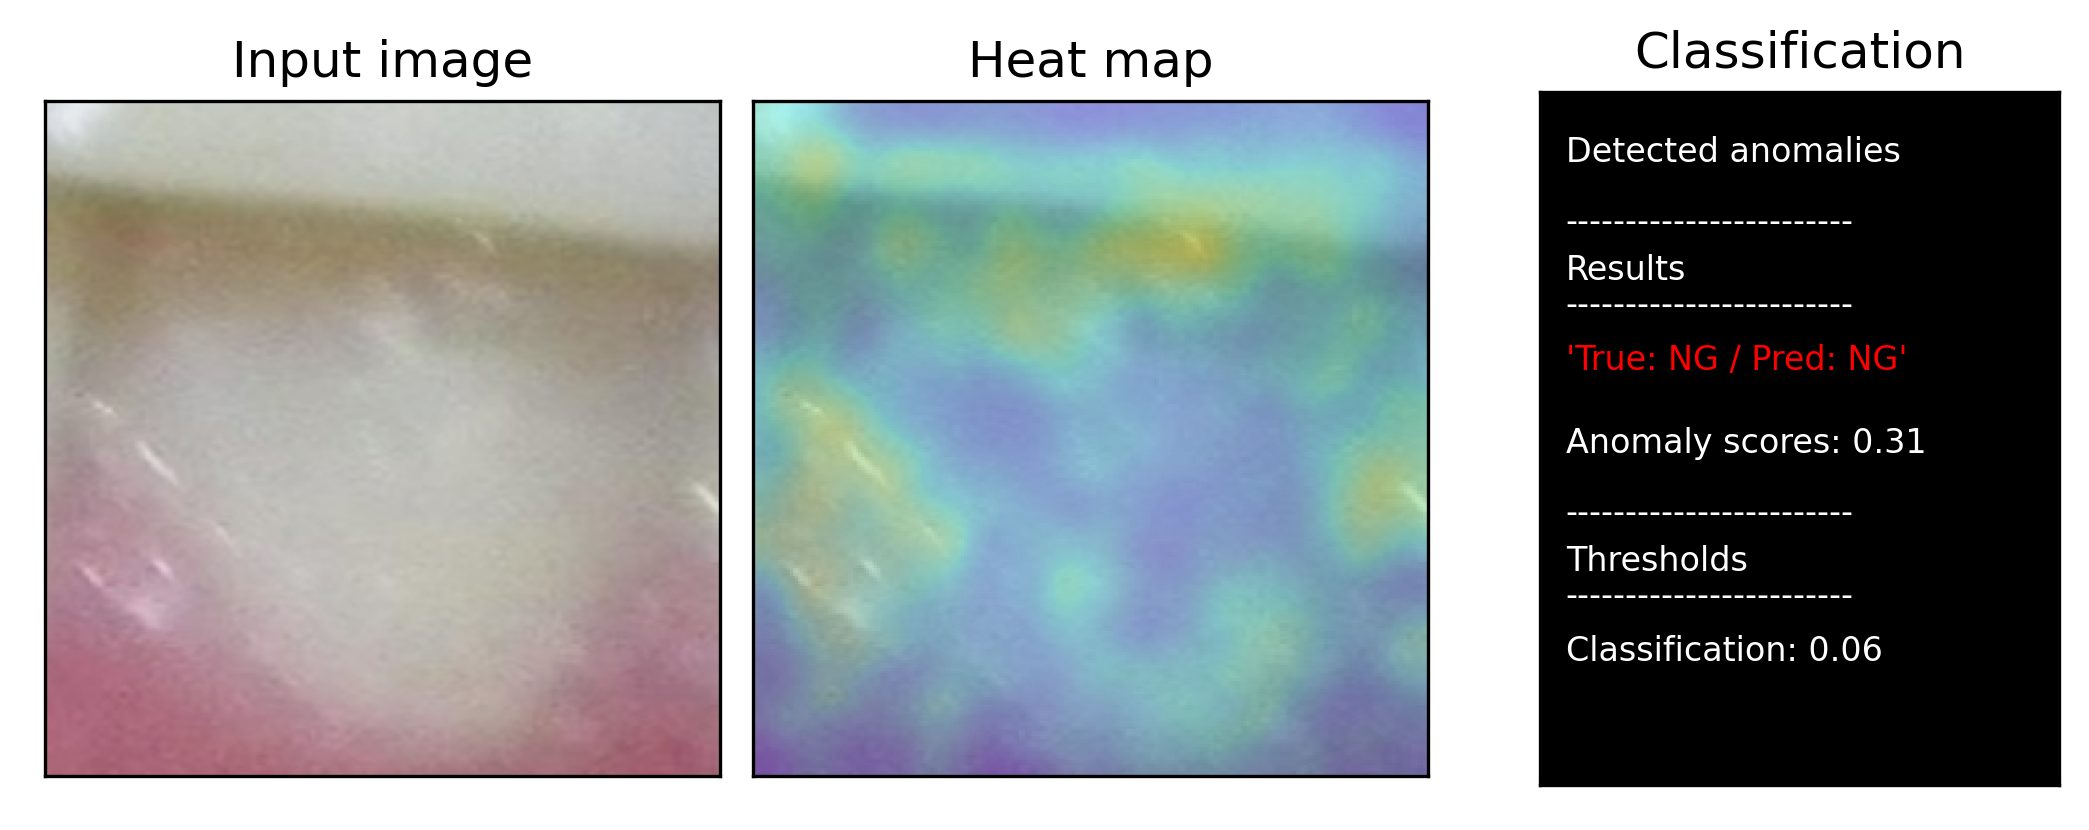 Input image
Heat map
Classification
Detected anomalies
------------------------
Results
------------------------
'True: NG / Pred: NG'
Anomaly scores: 0.31
------------------------
Thresholds
------------------------
Classification: 0.06